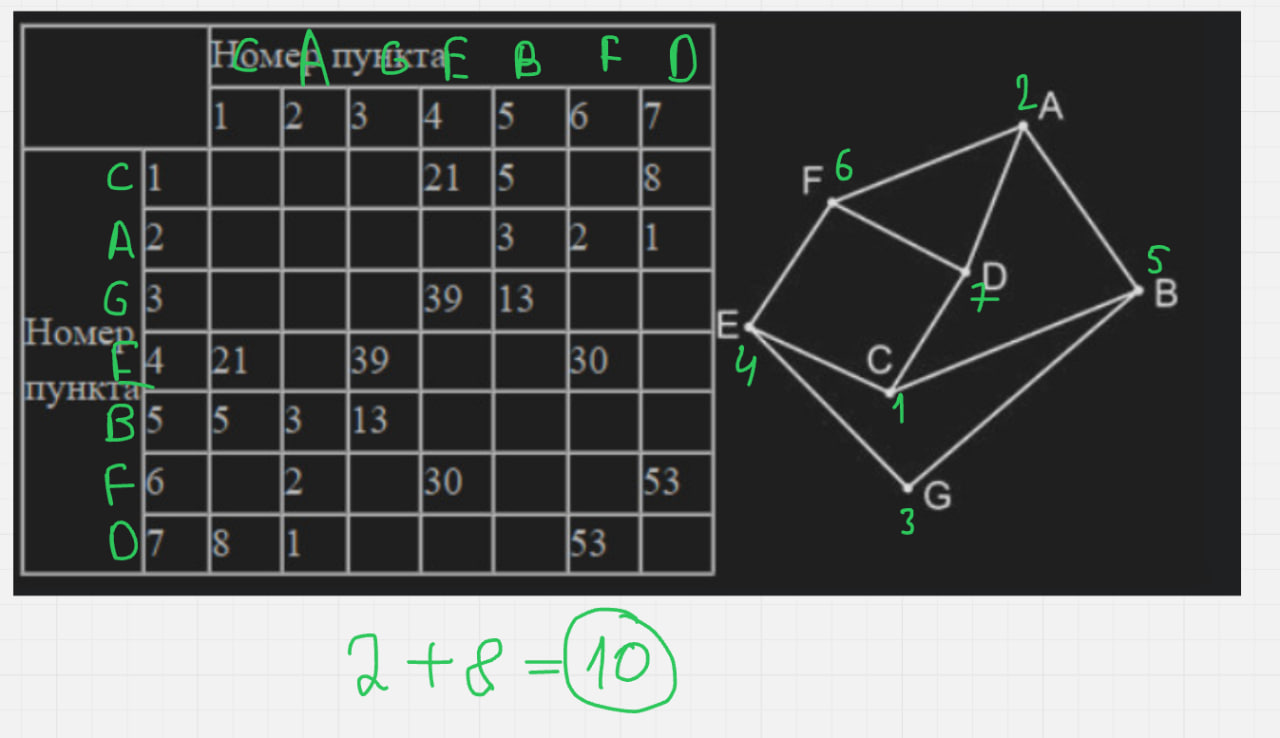 Номер пункта
C A G E B F D
1 2 3 4 5 6 7
Номер пункта
C 1 21 5 8
A 2 3 2 1
G 3 39 13
E 4 21 39 30
B 5 5 3 13
F 6 2 30 53
D 7 8 1 53
2 A
F 6
5
D
7
B
E
4
C
1
G
3
2+8=10